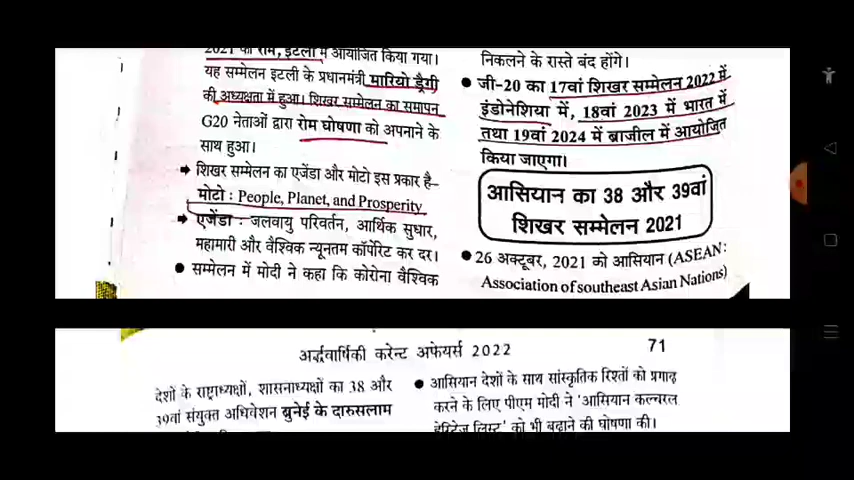 2021 को रोम, इटली में आयोजित किया गया।
यह सम्मेलन इटली के प्रधानमंत्री मारियो ड्रैगी
की अध्यक्षता में हुआ। शिखर सम्मेलन का समापन
G20 नेताओं द्वारा रोम घोषणा को अपनाने के
साथ हुआ।
शिखर सम्मेलन का एजेंडा और मोटो इस प्रकार है–
मोटो : People, Planet, and Prosperity
एजेंडा : जलवायु परिवर्तन, आर्थिक सुधार,
महामारी और वैश्विक न्यूनतम कॉर्पोरेट कर दर।
सम्मेलन में मोदी ने कहा कि कोरोना वैश्विक
निकलने के रास्ते बंद होंगे।
जी-20 का 17वां शिखर सम्मेलन 2022 में
इंडोनेशिया में, 18वां 2023 में भारत में
तथा 19वां 2024 में ब्राजील में आयोजित
किया जाएगा।
आसियान का 38 और 39वां
शिखर सम्मेलन 2021
26 अक्टूबर, 2021 को आसियान (ASEAN:
Association of southeast Asian Nations)
अर्द्धवार्षिकी करेन्ट अफेयर्स 2022
71
देशों के राष्ट्राध्यक्षों, शासनाध्यक्षों का 38 और
39वां संयुक्त अधिवेशन ब्रुनेई के दारुसलाम
आसियान देशों के साथ सांस्कृतिक रिश्तों को प्रगाढ़
करने के लिए पीएम मोदी ने 'आसियान कल्चरल
हेरिटेज लिस्ट' को भी बढ़ाने की घोषणा की।